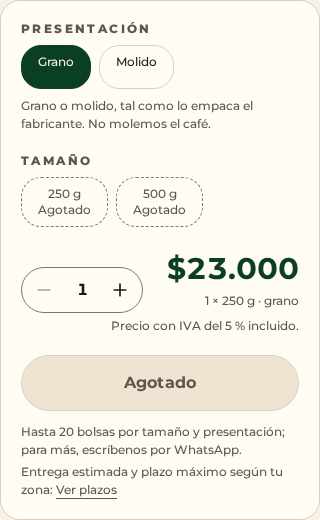 PRESENTACIÓN
Grano
Molido
Grano o molido, tal como lo empaca el
fabricante. No molemos el café.
TAMAÑO
250 g
Agotado
500 g
Agotado
— 1 +
$23.000
1 × 250 g · grano
Precio con IVA del 5 % incluido.
Agotado
Hasta 20 bolsas por tamaño y presentación;
para más, escríbenos por WhatsApp.
Entrega estimada y plazo máximo según tu
zona: Ver plazos